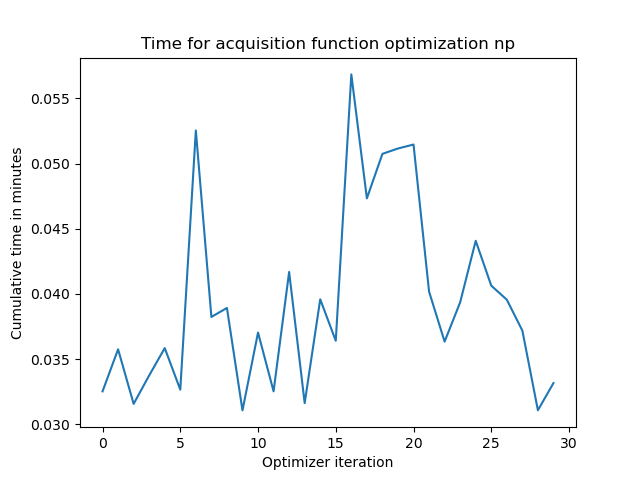 Time for acquisition function optimization np
Cumulative time in minutes
0.055
0.050
0.045
0.040
0.035
0.030
0 5 10 15 20 25 30
Optimizer iteration